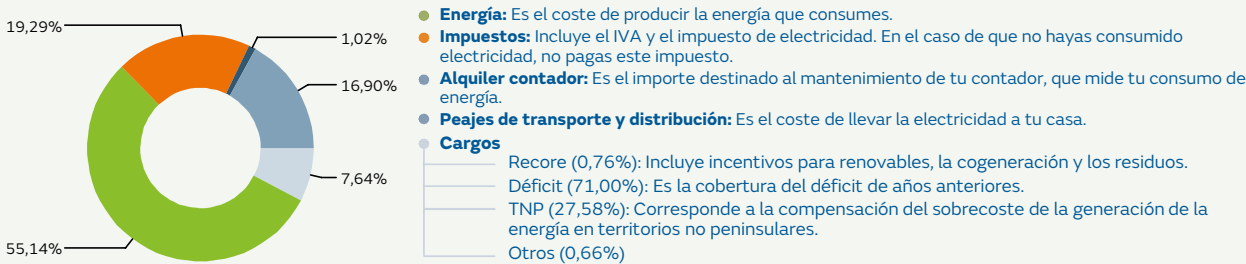 19,29%
1,02%
16,90%
7,64%
55,14%
Energía: Es el coste de producir la energía que consumes.
Impuestos: Incluye el IVA y el impuesto de electricidad. En el caso de que no hayas consumido
electricidad, no pagas este impuesto.
Alquiler contador: Es el importe destinado al mantenimiento de tu contador, que mide tu consumo de
energía.
Peajes de transporte y distribución: Es el coste de llevar la electricidad a tu casa.
Cargos
Recore (0,76%): Incluye incentivos para renovables, la cogeneración y los residuos.
Déficit (71,00%): Es la cobertura del déficit de años anteriores.
TNP (27,58%): Corresponde a la compensación del sobrecoste de la generación de la
energía en territorios no peninsulares.
Otros (0,66%)